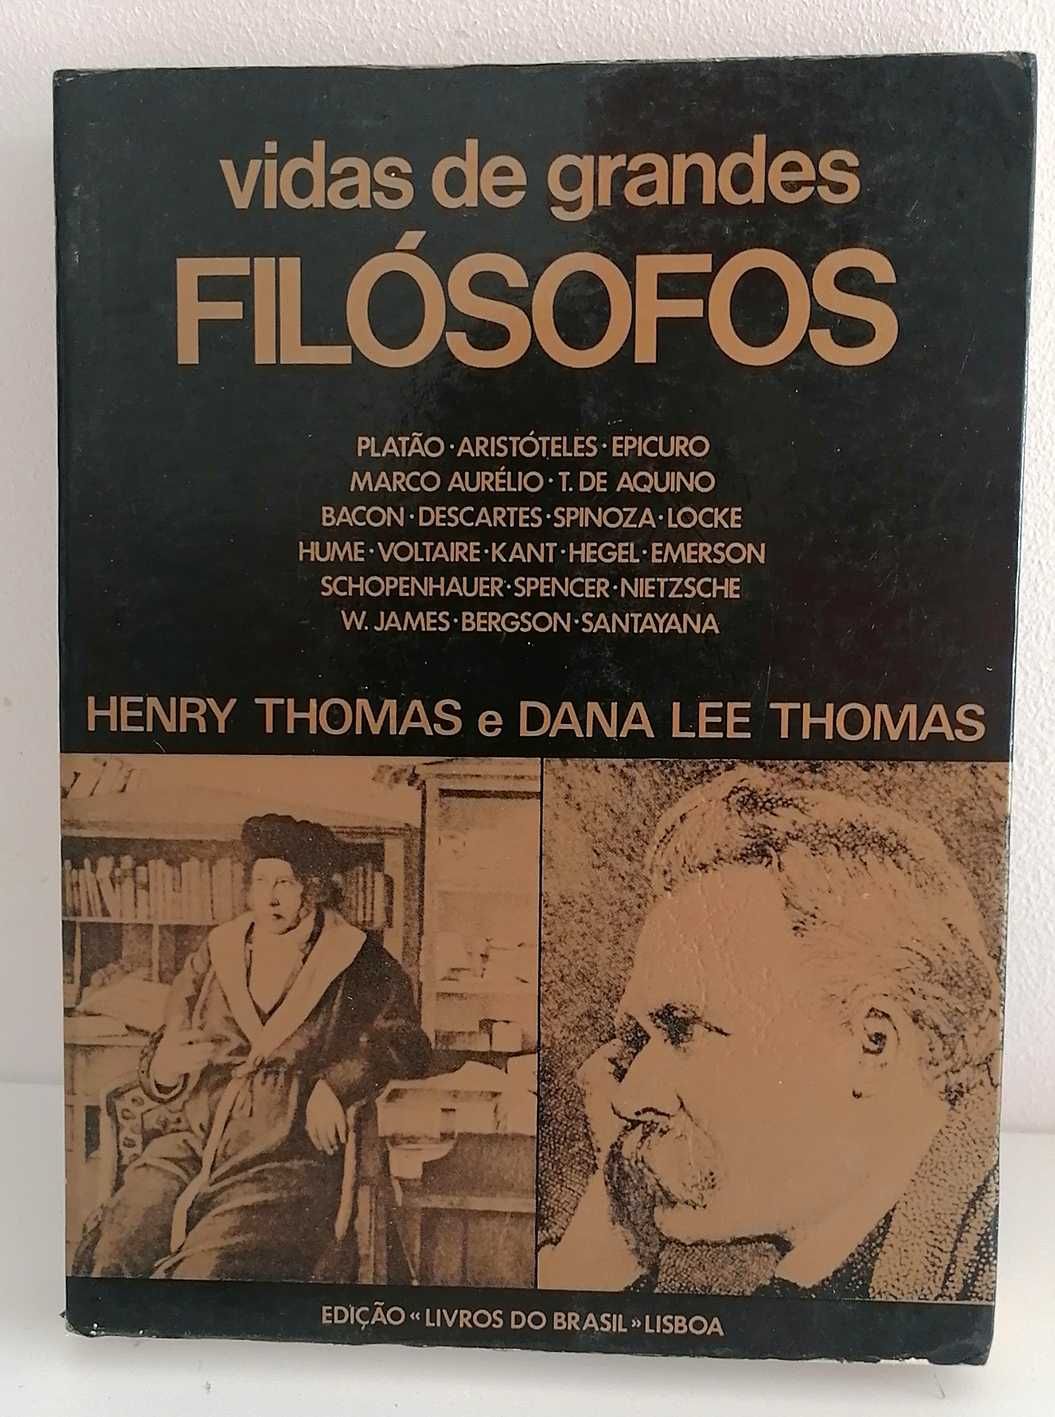 vidas de grandes
FILÓSOFOS
PLATÃO · ARISTÓTELES · EPICURO
MARCO AURÉLIO · T. DE AQUINO
BACON · DESCARTES · SPINOZA · LOCKE
HUME · VOLTAIRE · KANT · HEGEL · EMERSON
SCHOPENHAUER · SPENCER · NIETZSCHE
W. JAMES · BERGSON · SANTAYANA
HENRY THOMAS e DANA LEE THOMAS
EDIÇÃO «LIVROS DO BRASIL» LISBOA